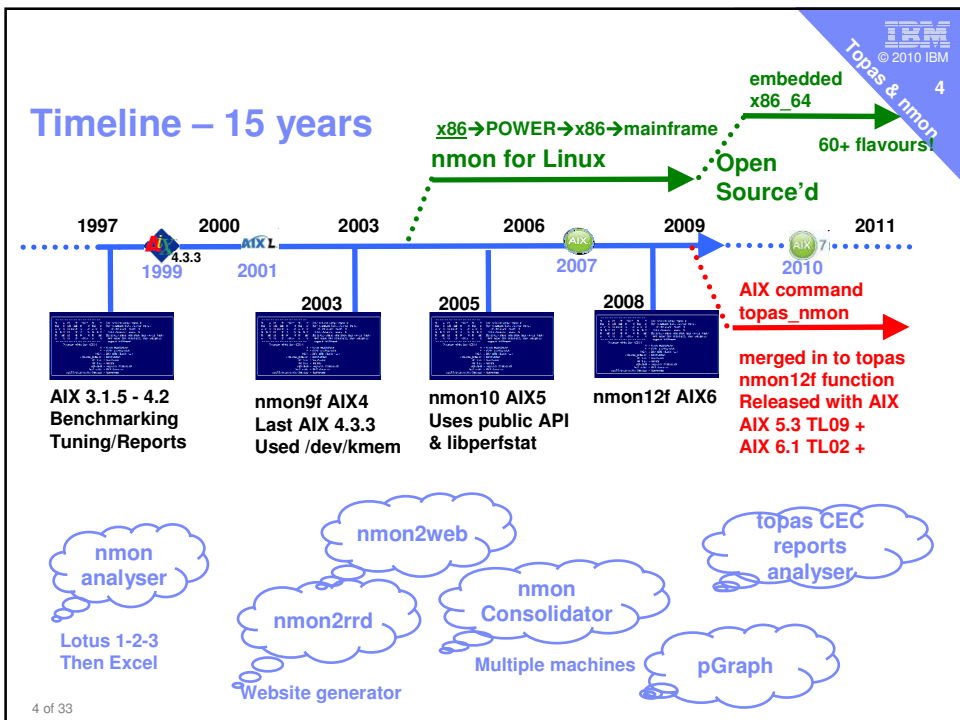 IBM
© 2010 IBM
4
Topas & nmon
Timeline – 15 years
embedded
x86_64
x86→POWER→x86→mainframe
60+ flavours!
nmon for Linux
Open
Source'd
1997
2000
2003
2006
2009
2011
AIX
4.3.3
AIX L
AIX
AIX 7
1999
2001
2007
2010
2003
2005
2008
AIX command
topas_nmon
merged in to topas
nmon12f function
Released with AIX
AIX 5.3 TL09 +
AIX 6.1 TL02 +
AIX 3.1.5 - 4.2
Benchmarking
Tuning/Reports
nmon9f AIX4
Last AIX 4.3.3
Used /dev/kmem
nmon10 AIX5
Uses public API
& libperfstat
nmon12f AIX6
nmon
analyser
Lotus 1-2-3
Then Excel
nmon2web
nmon2rrd
Website generator
nmon
Consolidator
Multiple machines
topas CEC
reports
analyser
pGraph
4 of 33